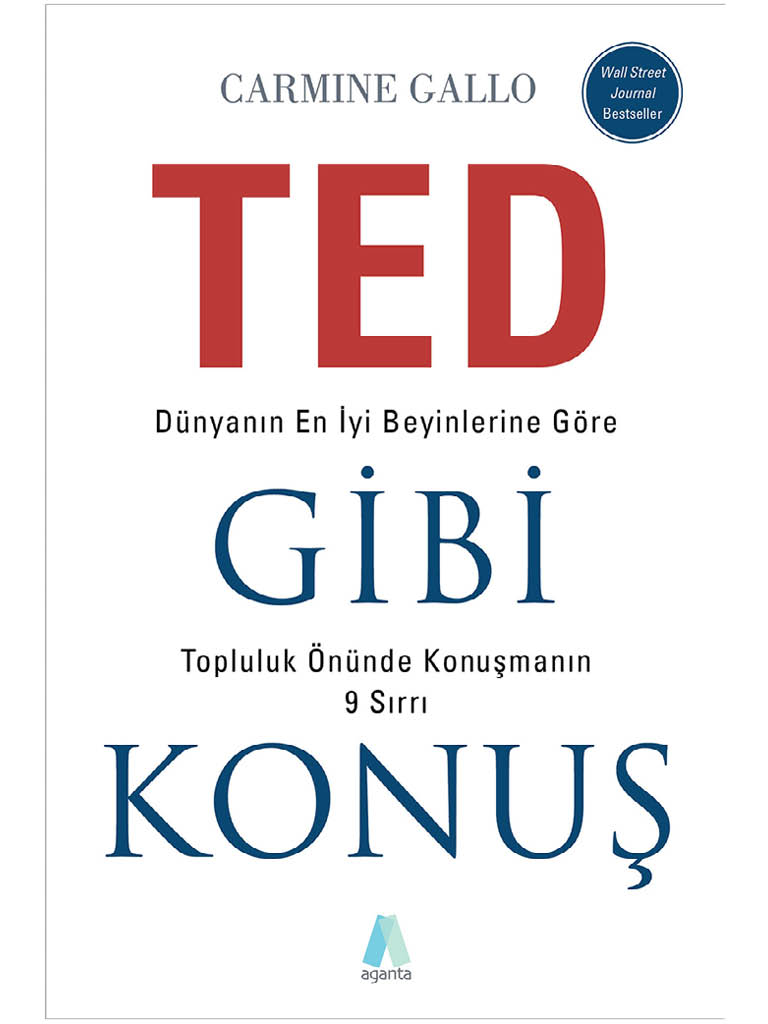 CARMINE GALLO
Wall Street
Journal
Bestseller
TED
Dünyanın En İyi Beyinlerine Göre
GİBİ
Topluluk Önünde Konuşmanın
9 Sırrı
KONUŞ
aganta